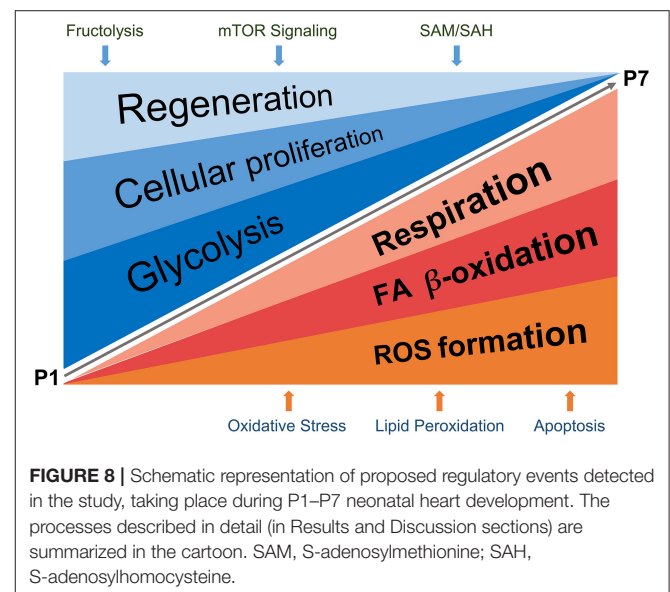 Fructolysis mTOR Signaling SAM/SAH
P7
Regeneration
Cellular proliferation
Glycolysis
Respiration
FA β-oxidation
ROS formation
P1
Oxidative Stress Lipid Peroxidation Apoptosis
FIGURE 8 | Schematic representation of proposed regulatory events detected
in the study, taking place during P1–P7 neonatal heart development. The
processes described in detail (in Results and Discussion sections) are
summarized in the cartoon. SAM, S-adenosylmethionine; SAH,
S-adenosylhomocysteine.